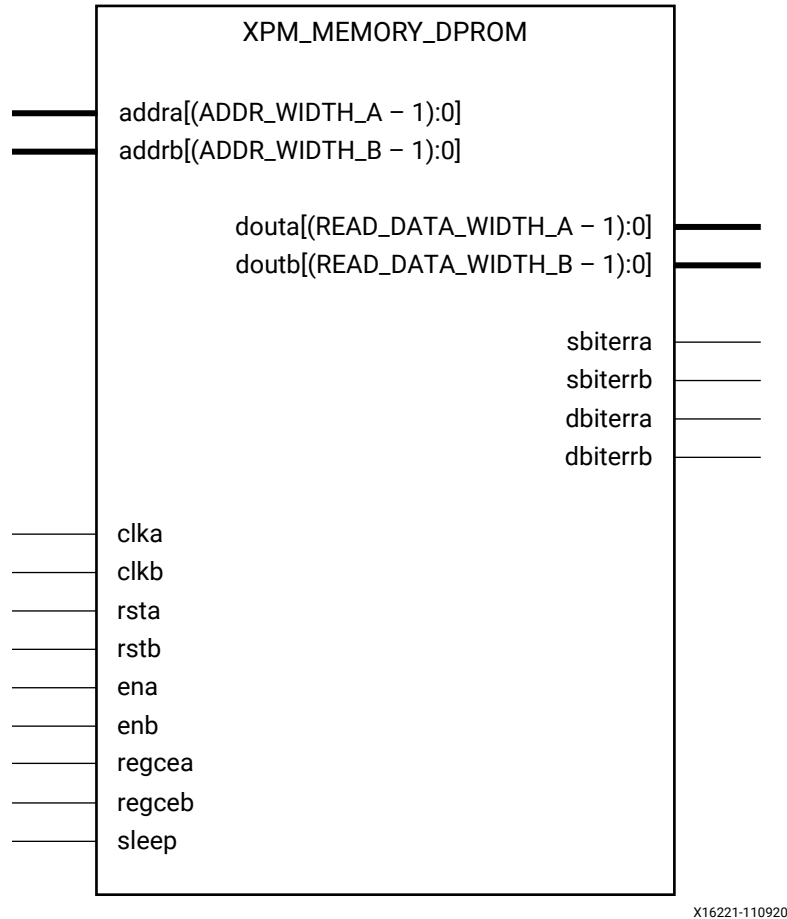 XPM_MEMORY_DPROM
addra[(ADDR_WIDTH_A – 1):0]
addrb[(ADDR_WIDTH_B – 1):0]
douta[(READ_DATA_WIDTH_A – 1):0]
doutb[(READ_DATA_WIDTH_B – 1):0]
sbiterra
sbiterrb
dbiterra
dbiterrb
clka
clkb
rsta
rstb
ena
enb
regcea
regceb
sleep
X16221-110920